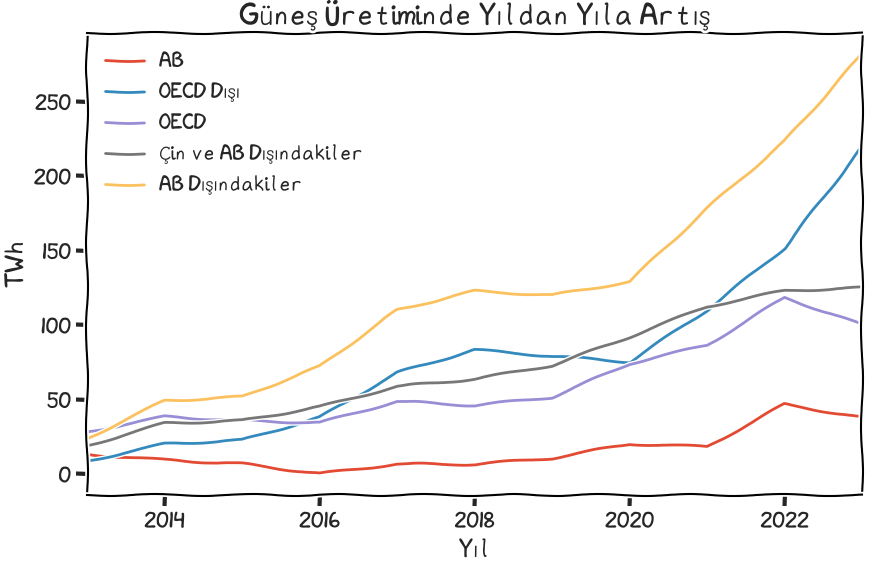 Güneş Üretiminde Yıldan Yıla Artış
AB
OECD Dışı
OECD
Çin ve AB Dışındakiler
AB Dışındakiler
TWh
250
200
150
100
50
0
2014 2016 2018 2020 2022
Yıl